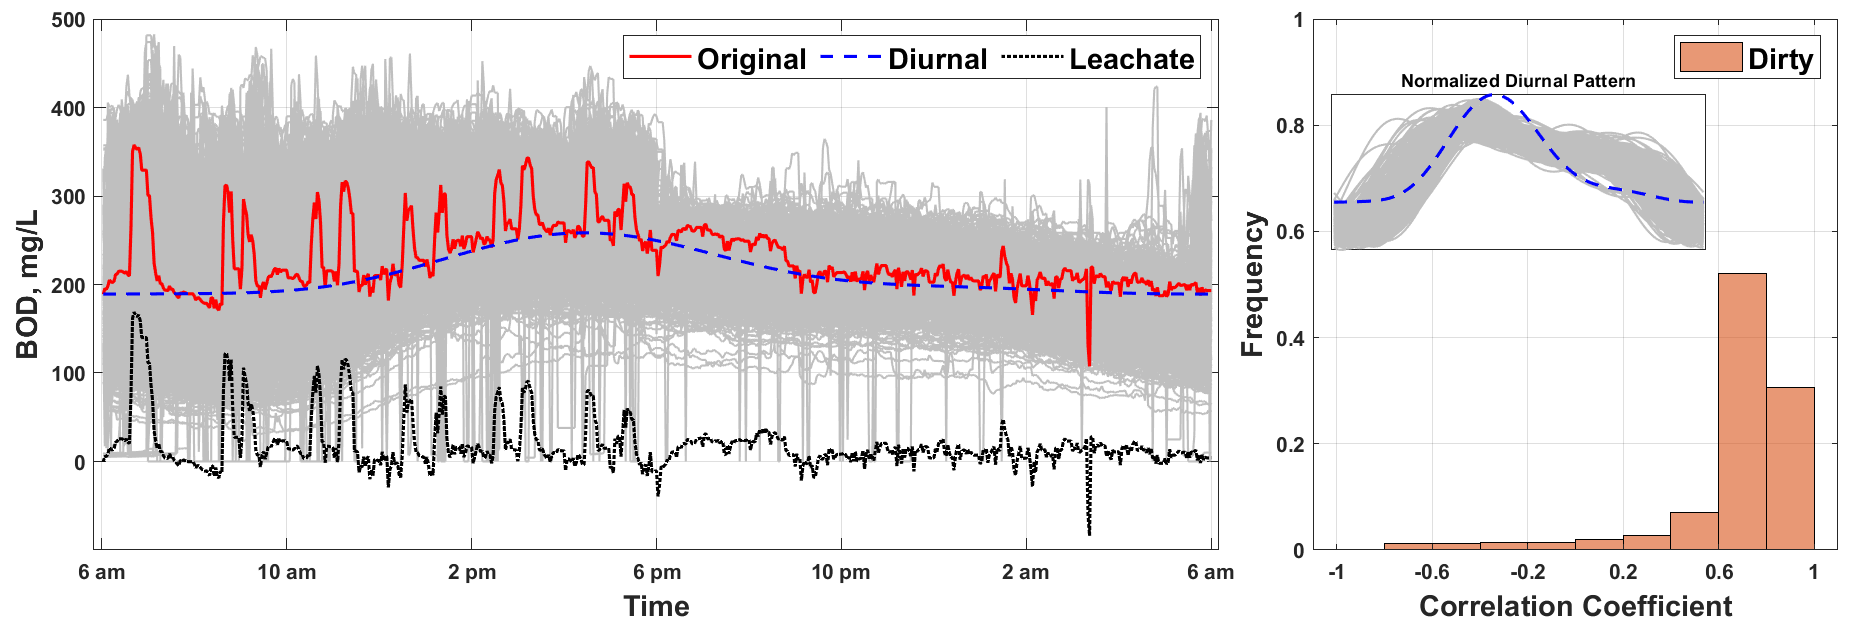 500
400
300
200
100
0
BOD, mg/L
Original Diurnal Leachate
6 am 10 am 2 pm 6 pm 10 pm 2 am 6 am
Time
1
0.8
0.6
0.4
0.2
0
Frequency
Dirty
Normalized Diurnal Pattern
-1 -0.6 -0.2 0.2 0.6 1
Correlation Coefficient